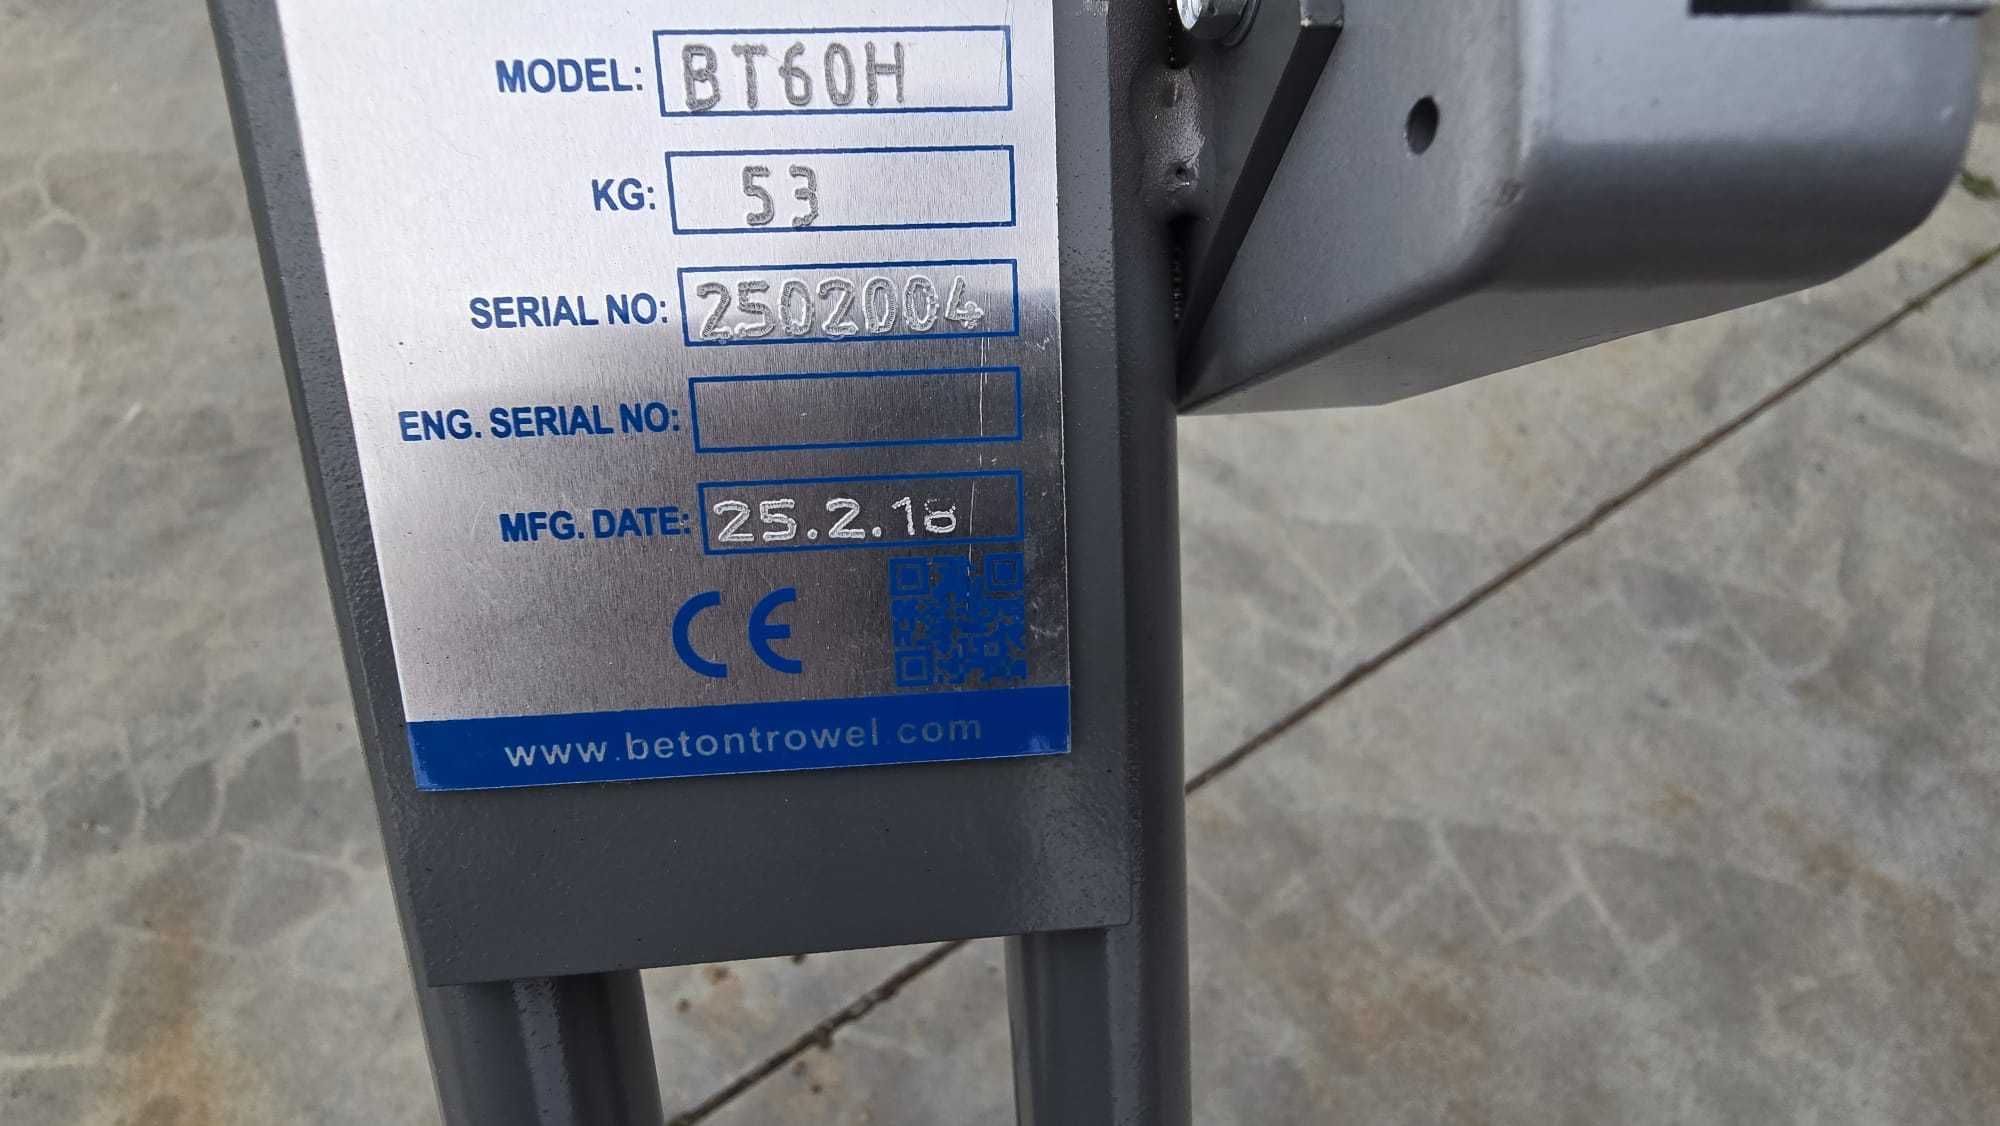 MODEL: BT60H
KG: 53
SERIAL NO: 2502004
ENG. SERIAL NO:
MFG. DATE: 25.2.18
CE
www.betontrowel.com